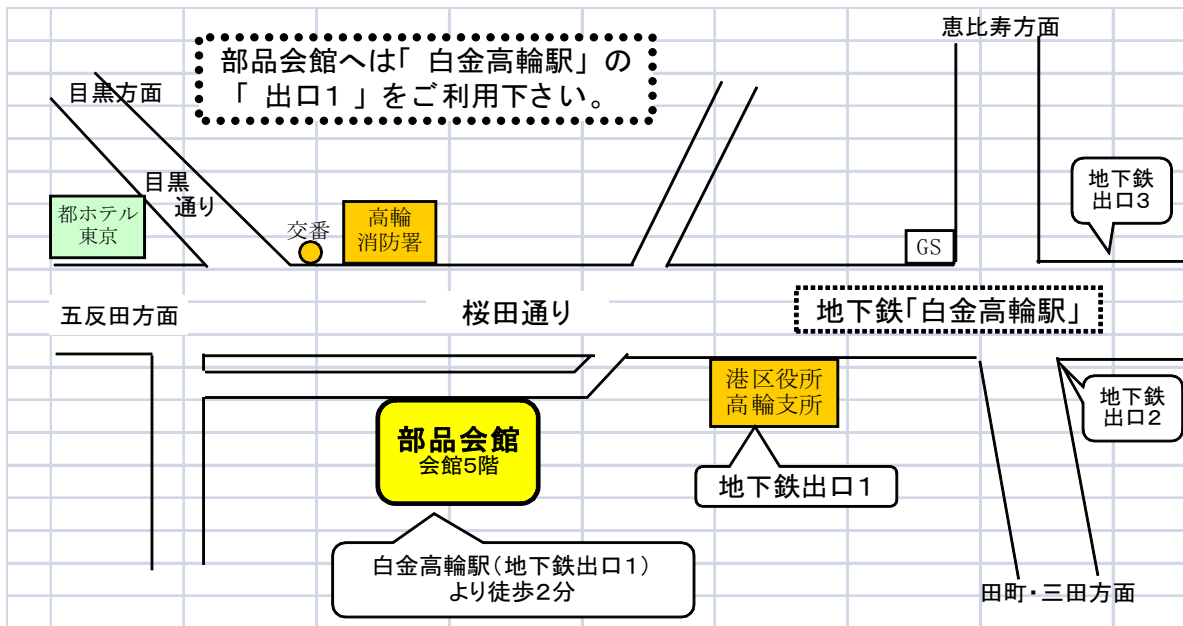 恵比寿方面
部品会館へは「 白金高輪駅」の
「 出口1 」をご利用下さい。
目黒方面
目黒
通り
地下鉄
出口3
都ホテル
東京
交番
高輪
消防署
GS
五反田方面
桜田通り
地下鉄「白金高輪駅」
港区役所
高輪支所
地下鉄
出口2
部品会館
会館5階
地下鉄出口1
白金高輪駅(地下鉄出口1)
より徒歩2分
田町・三田方面